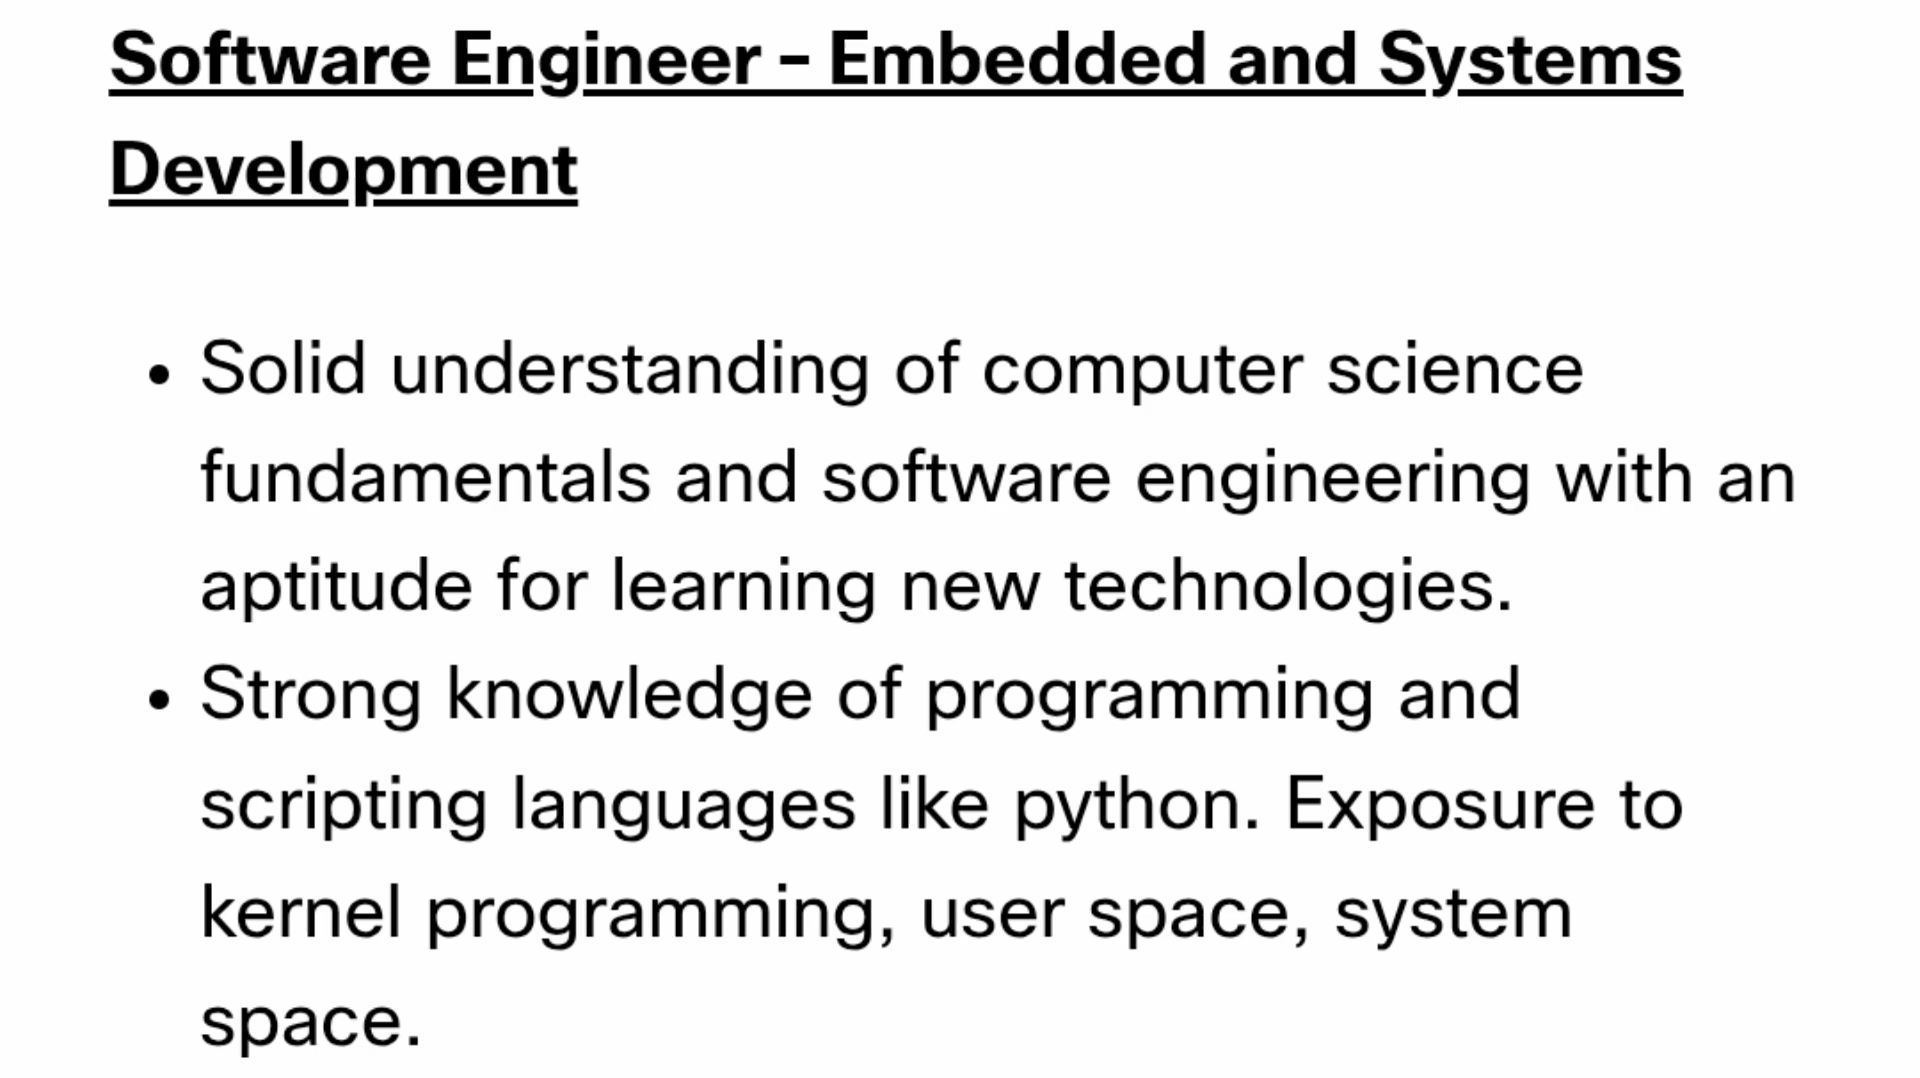 Software Engineer – Embedded and Systems
Development
• Solid understanding of computer science
fundamentals and software engineering with an
aptitude for learning new technologies.
• Strong knowledge of programming and
scripting languages like python. Exposure to
kernel programming, user space, system
space.